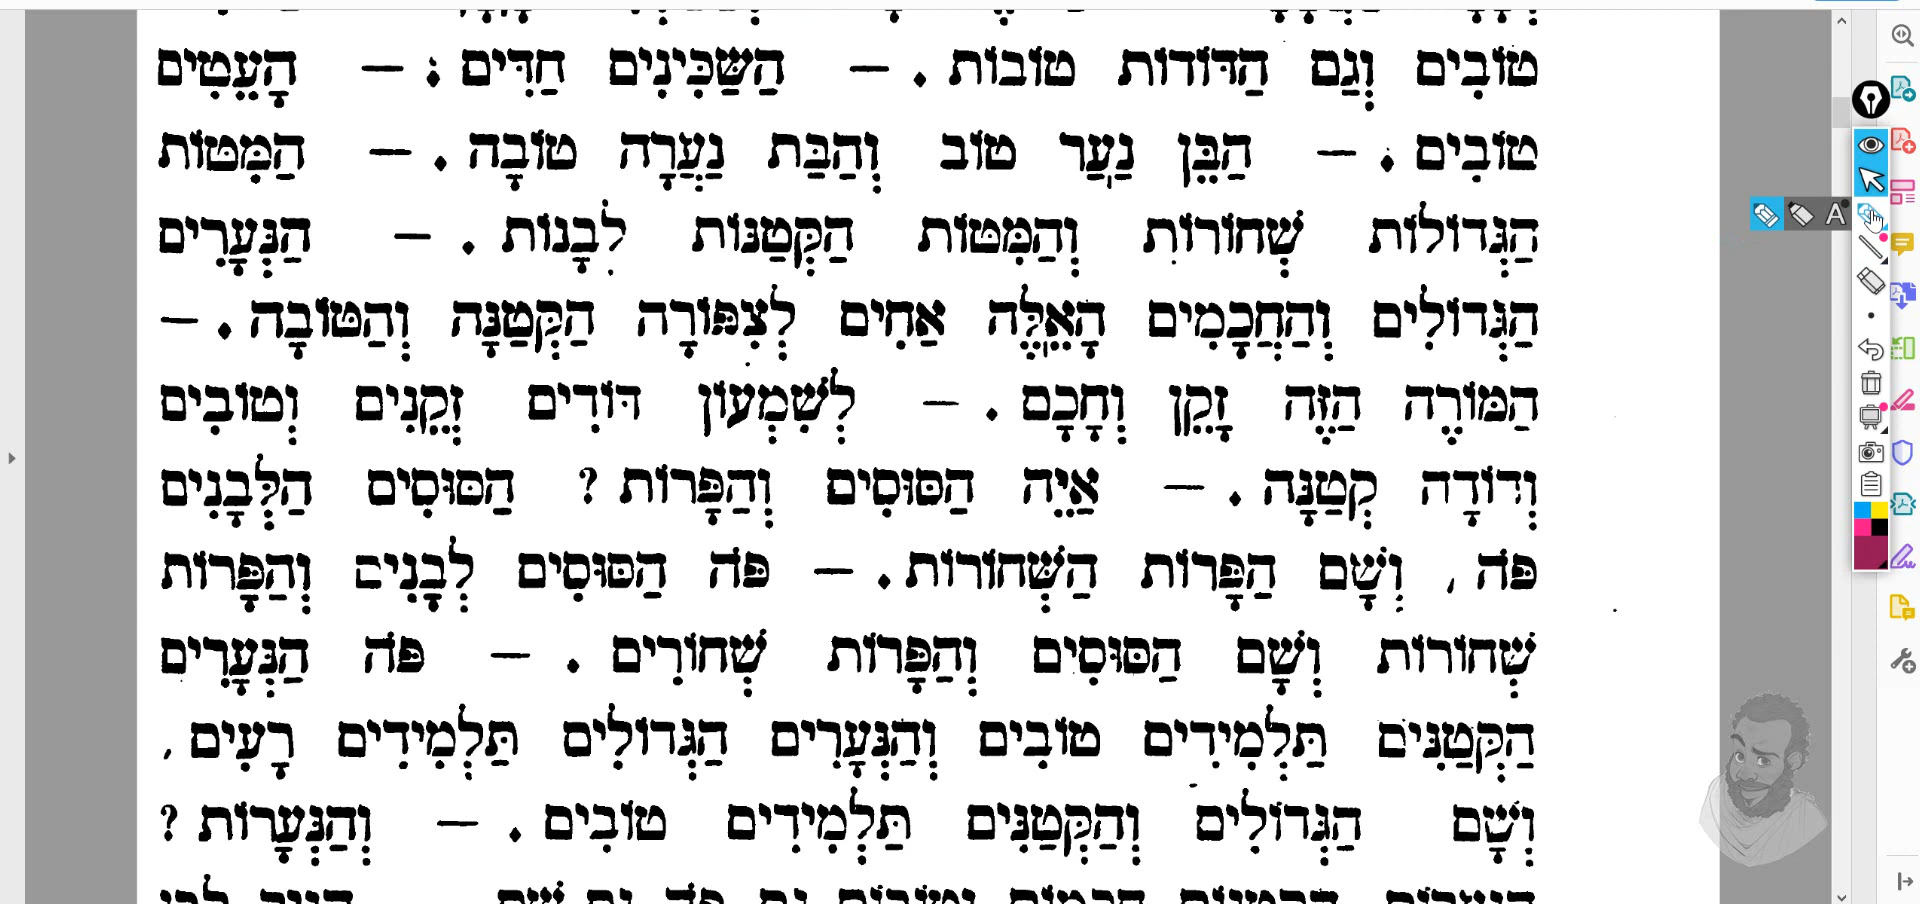 טוֹבִים וְגַם הַדּוֹדוֹת טוֹבוֹת. — הַשַּׂכִּינִים חַדִּים: — הָעֵטִים
טוֹבִים. — הַבֵּן נַעַר טוֹב וְהַבַּת נַעֲרָה טוֹבָה. — הַמִּטּוֹת
הַגְּדוֹלוֹת שְׁחוֹרוֹת וְהַמִּטּוֹת הַקְּטַנּוֹת לְבָנוֹת. — הַנְּעָרִים
הַגְּדוֹלִים וְהַחֲכָמִים הָאֵלֶּה אַחִים לְצִפּוֹרָה הַקְּטַנָּה וְהַטּוֹבָה. —
הַמּוֹרֶה הַזֶּה זָקֵן וְחָכָם. — לְשִׁמְעוֹן דּוֹדִים זְקֵנִים וְטוֹבִים
וְדוֹדָה קְטַנָּה. — אַיֵּה הַסּוּסִים וְהַפָּרוֹת? הַסּוּסִים הַלְּבָנִים
פֹּה, וְשָׁם הַפָּרוֹת הַשְּׁחוֹרוֹת. — פֹּה הַסּוּסִים לְבָנִים וְהַפָּרוֹת
שְׁחוֹרוֹת וְשָׁם הַסּוּסִים וְהַפָּרוֹת שְׁחוֹרִים. — פֹּה הַנְּעָרִים
הַקְּטַנִּים תַּלְמִידִים טוֹבִים וְהַנְּעָרִים הַגְּדוֹלִים תַּלְמִידִים רָעִים,
וְשָׁם הַגְּדוֹלִים וְהַקְּטַנִּים תַּלְמִידִים טוֹבִים. — וְהַנְּעָרוֹת?